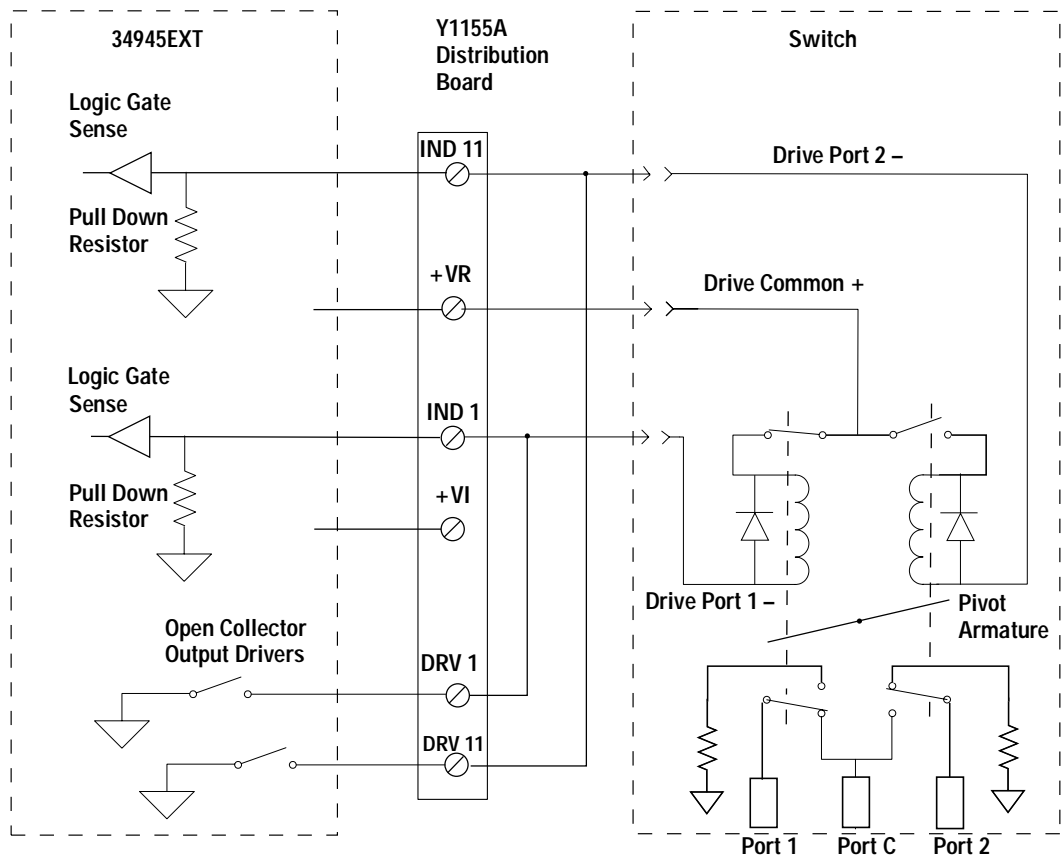 34945EXT
Y1155A
Distribution
Board
Switch
Logic Gate
Sense
IND 11
Drive Port 2 –
Pull Down
Resistor
+VR
Drive Common +
Logic Gate
Sense
IND 1
+VI
Pull Down
Resistor
Drive Port 1 –
Pivot
Armature
Open Collector
Output Drivers
DRV 1
DRV 11
Port 1
Port C
Port 2